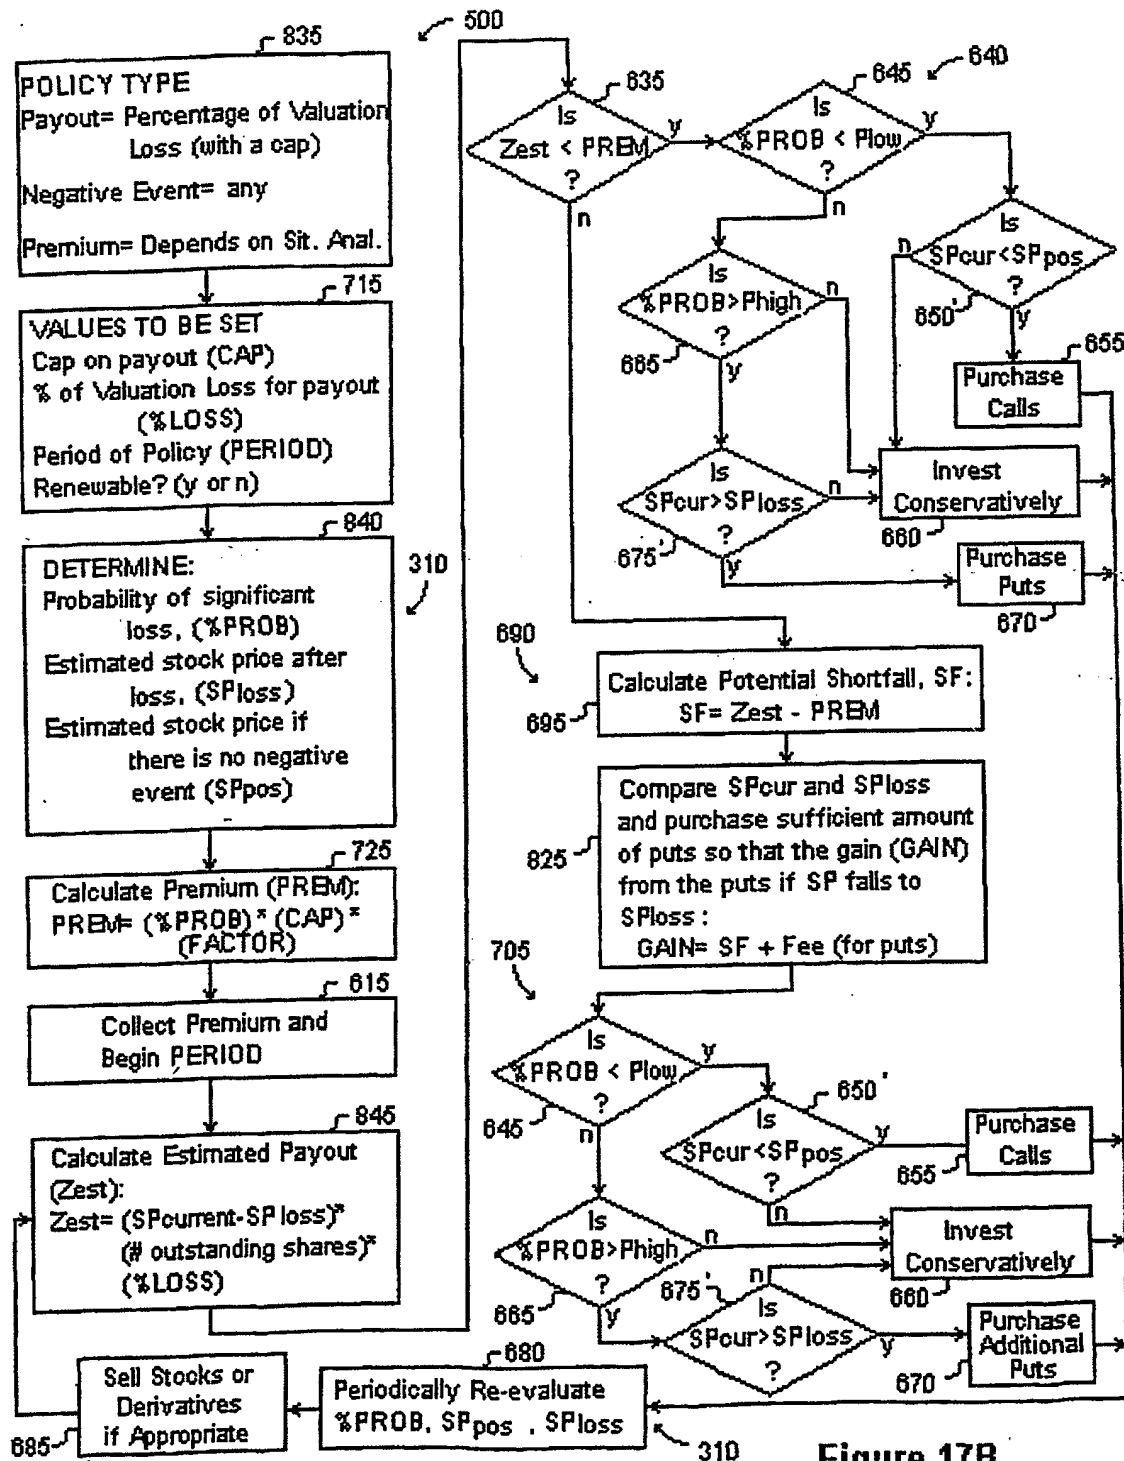 835
500
POLICY TYPE
Payout= Percentage of Valuation
Loss (with a cap)
Negative Event= any
Premium= Depends on Sit. Anal.
715
VALUES TO BE SET
Cap on payout (CAP)
% of Valuation Loss for payout
(%LOSS)
Period of Policy (PERIOD)
Renewable? (y or n)
840
310
DETERMINE:
Probability of significant
loss, (%PROB)
Estimated stock price after
loss, (SPloss)
Estimated stock price if
there is no negative
event (SPpos)
725
Calculate Premium (PREM):
PREM= (%PROB)* (CAP)*
(FACTOR)
615
Collect Premium and
Begin PERIOD
845
Calculate Estimated Payout
(Zest):
Zest= (SPcurrent-SPloss)*
(# outstanding shares)*
(%LOSS)
635
Is
Zest < PREM
?
y
n
645
640
Is
%PROB < Plow
?
y
n
Is
SPcur<SPpos
?
n
y
650'
655
Purchase
Calls
Is
%PROB>Phigh
?
n
y
665
Is
SPcur>SPloss
?
n
y
675'
Invest
Conservatively
660
Purchase
Puts
670
690
Calculate Potential Shortfall, SF:
SF= Zest - PREM
695
Compare SPcur and SPloss
and purchase sufficient amount
of puts so that the gain (GAIN)
from the puts if SP falls to
SPloss :
GAIN= SF + Fee (for puts)
825
705
Is
%PROB < Plow
?
y
n
645
650'
Is
SPcur<SPpos
?
y
n
Purchase
Calls
655
Is
%PROB>Phigh
?
n
y
665
Invest
Conservatively
660
675'
n
Is
SPcur>SPloss
?
y
Purchase
Additional
Puts
670
680
Periodically Re-evaluate
%PROB, SPpos , SPloss
310
Sell Stocks or
Derivatives
if Appropriate
685
Figure 17B